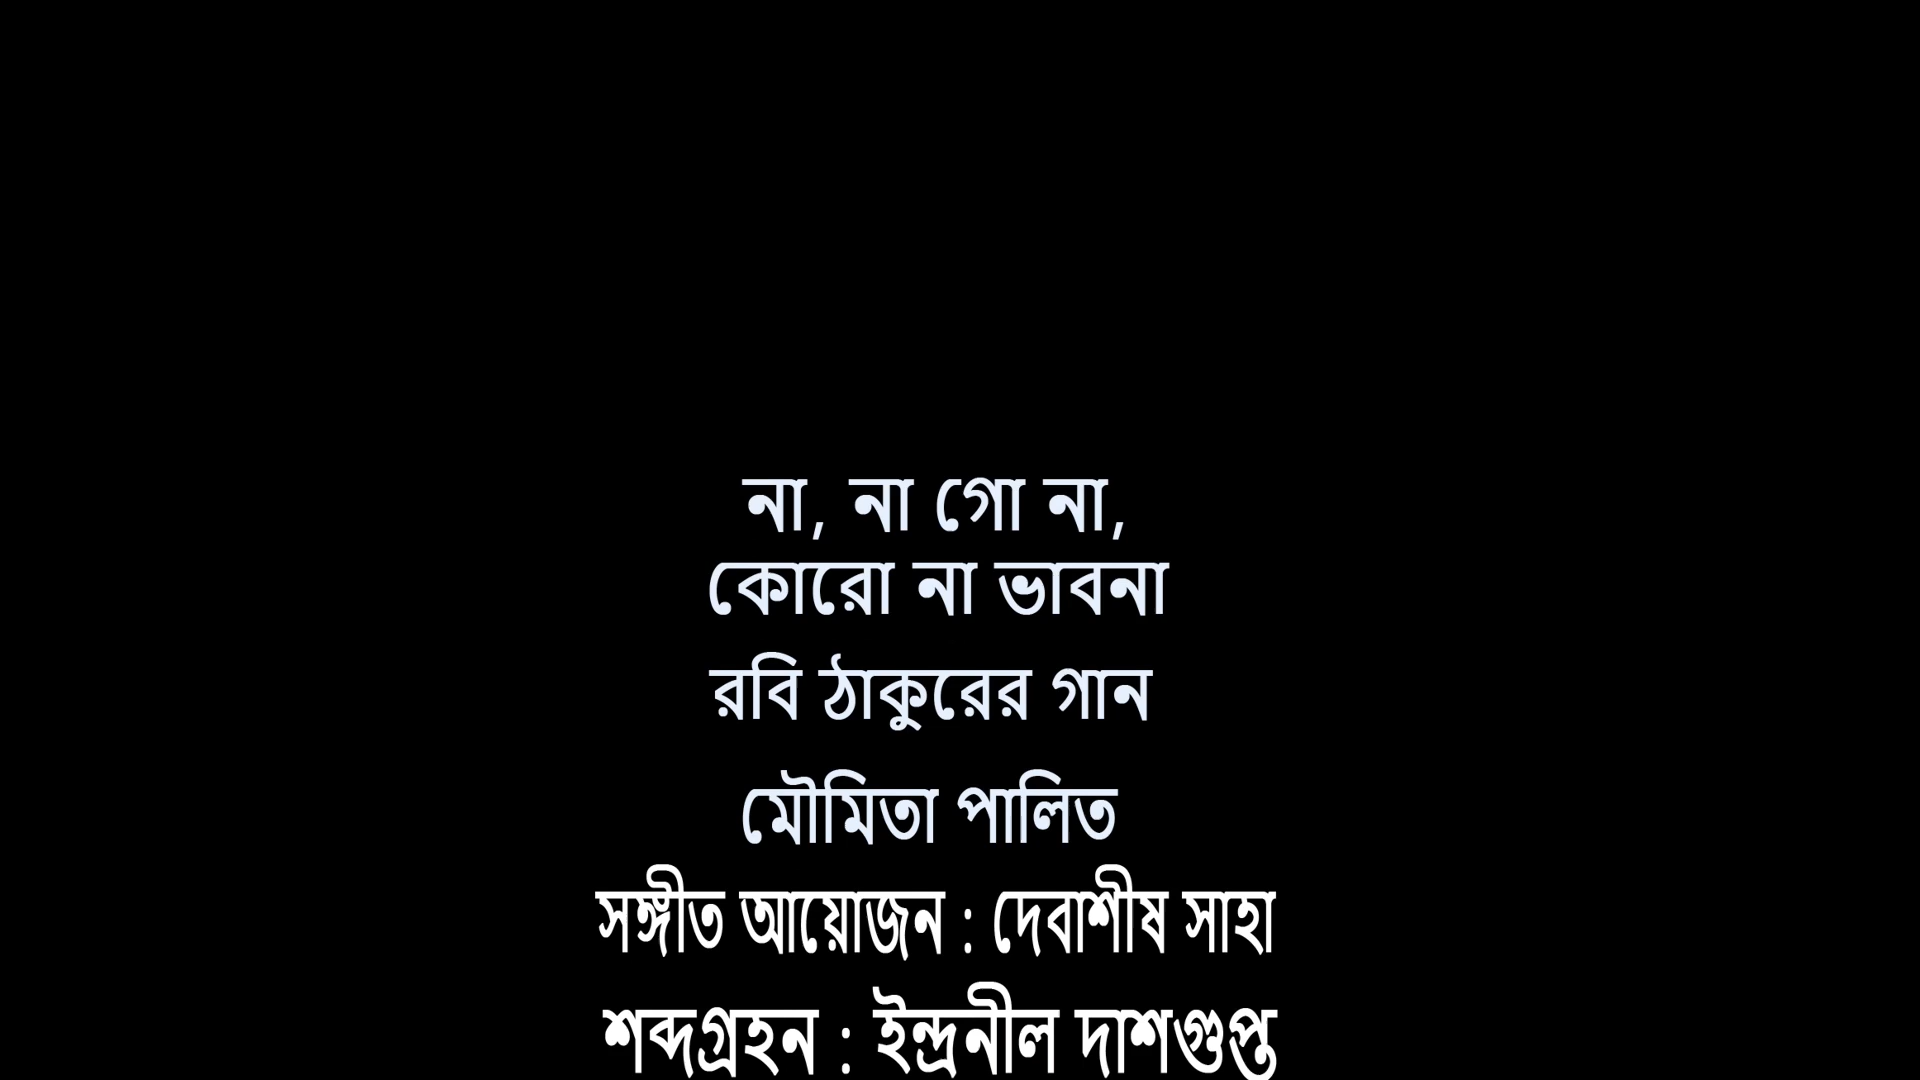 না, না গো না,
কোরো না ভাবনা
রবি ঠাকুরের গান
মৌমিতা পালিত
সঙ্গীত আয়োজন : দেবাশীষ সাহা
শব্দগ্রহন : ইন্দ্রনীল দাশগুপ্ত